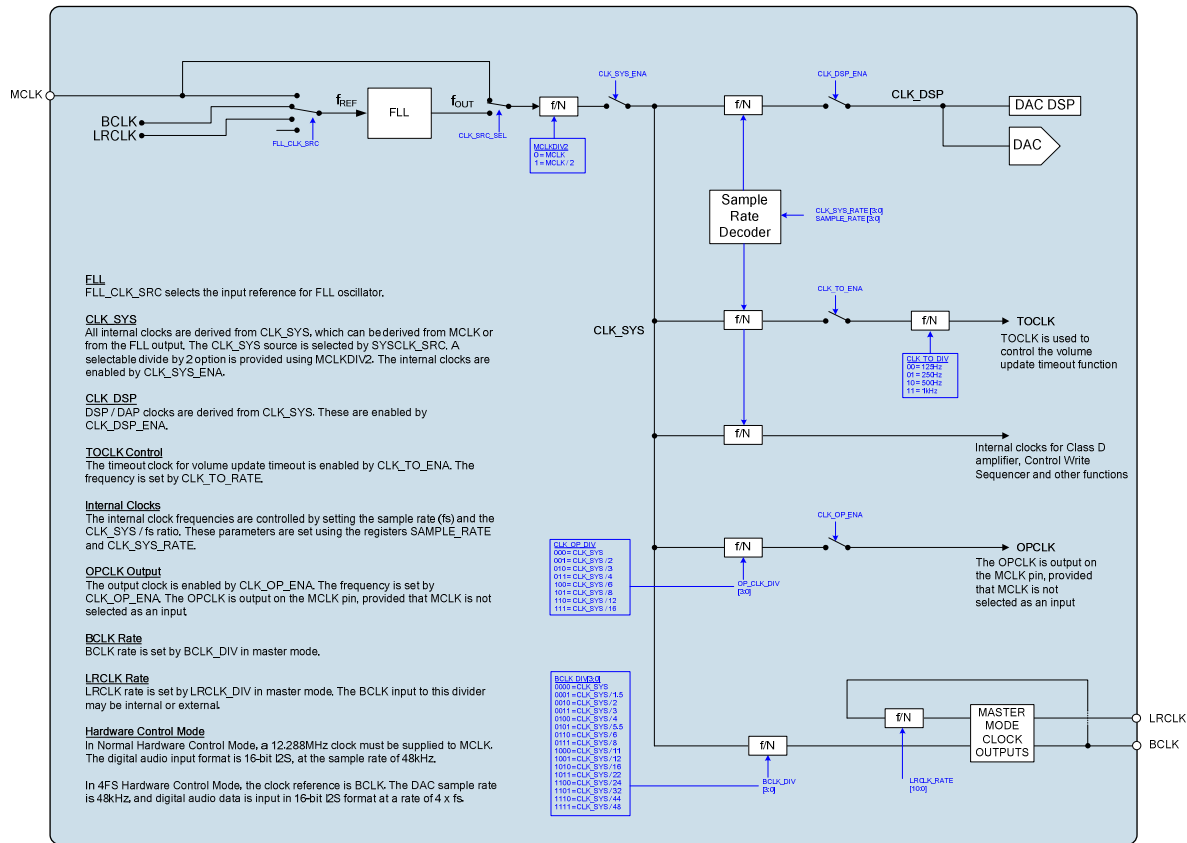 MCLK
BCLK
LRCLK
FLL_CLK_SRC
fREF
FLL
fOUT
CLK_SRC_SEL
f/N
MCLKDIV2
0 = MCLK
1 = MCLK / 2
CLK_SYS_ENA
f/N
CLK_DSP_ENA
CLK_DSP
DAC DSP
DAC
Sample
Rate
Decoder
CLK_SYS_RATE [3:0]
SAMPLE_RATE [3:0]
CLK_SYS
f/N
CLK_TO_ENA
f/N
CLK_TO_DIV
00 = 125Hz
01 = 250Hz
10 = 500Hz
11 = 1kHz
TOCLK
TOCLK is used to
control the volume
update timeout function
f/N
Internal clocks for Class D
amplifier, Control Write
Sequencer and other functions
CLK_OP_DIV
000 = CLK_SYS
001 = CLK_SYS / 2
010 = CLK_SYS / 3
011 = CLK_SYS / 4
100 = CLK_SYS / 6
101 = CLK_SYS / 8
110 = CLK_SYS / 12
111 = CLK_SYS / 16
f/N
OP_CLK_DIV
[3:0]
CLK_OP_ENA
OPCLK
The OPCLK is output on
the MCLK pin, provided
that MCLK is not
selected as an input
BCLK_DIV[3:0]
0000 = CLK_SYS
0001 = CLK_SYS / 1.5
0010 = CLK_SYS / 2
0011 = CLK_SYS / 3
0100 = CLK_SYS / 4
0101 = CLK_SYS / 5.5
0110 = CLK_SYS / 6
0111 = CLK_SYS / 8
1000 = CLK_SYS / 11
1001 = CLK_SYS / 12
1010 = CLK_SYS / 16
1011 = CLK_SYS / 22
1100 = CLK_SYS / 24
1101 = CLK_SYS / 32
1110 = CLK_SYS / 44
1111 = CLK_SYS / 48
f/N
BCLK_DIV
[3:0]
f/N
LRCLK_RATE
[10:0]
MASTER
MODE
CLOCK
OUTPUTS
LRCLK
BCLK
FLL
FLL_CLK_SRC selects the input reference for FLL oscillator.
CLK_SYS
All internal clocks are derived from CLK_SYS, which can be derived from MCLK or
from the FLL output. The CLK_SYS source is selected by SYSCLK_SRC. A
selectable divide by 2 option is provided using MCLKDIV2. The internal clocks are
enabled by CLK_SYS_ENA.
CLK_DSP
DSP / DAP clocks are derived from CLK_SYS. These are enabled by
CLK_DSP_ENA.
TOCLK Control
The timeout clock for volume update timeout is enabled by CLK_TO_ENA. The
frequency is set by CLK_TO_RATE.
Internal Clocks
The internal clock frequencies are controlled by setting the sample rate (fs) and the
CLK_SYS / fs ratio. These parameters are set using the registers SAMPLE_RATE
and CLK_SYS_RATE.
OPCLK Output
The output clock is enabled by CLK_OP_ENA. The frequency is set by
CLK_OP_ENA. The OPCLK is output on the MCLK pin, provided that MCLK is not
selected as an input.
BCLK Rate
BCLK rate is set by BCLK_DIV in master mode.
LRCLK Rate
LRCLK rate is set by LRCLK_DIV in master mode. The BCLK input to this divider
may be internal or external.
Hardware Control Mode
In Normal Hardware Control Mode, a 12.288MHz clock must be supplied to MCLK.
The digital audio input format is 16-bit I2S, at the sample rate of 48kHz.
In 4FS Hardware Control Mode, the clock reference is BCLK. The DAC sample rate
is 48kHz, and digital audio data is input in 16-bit I2S format at a rate of 4 x fs.